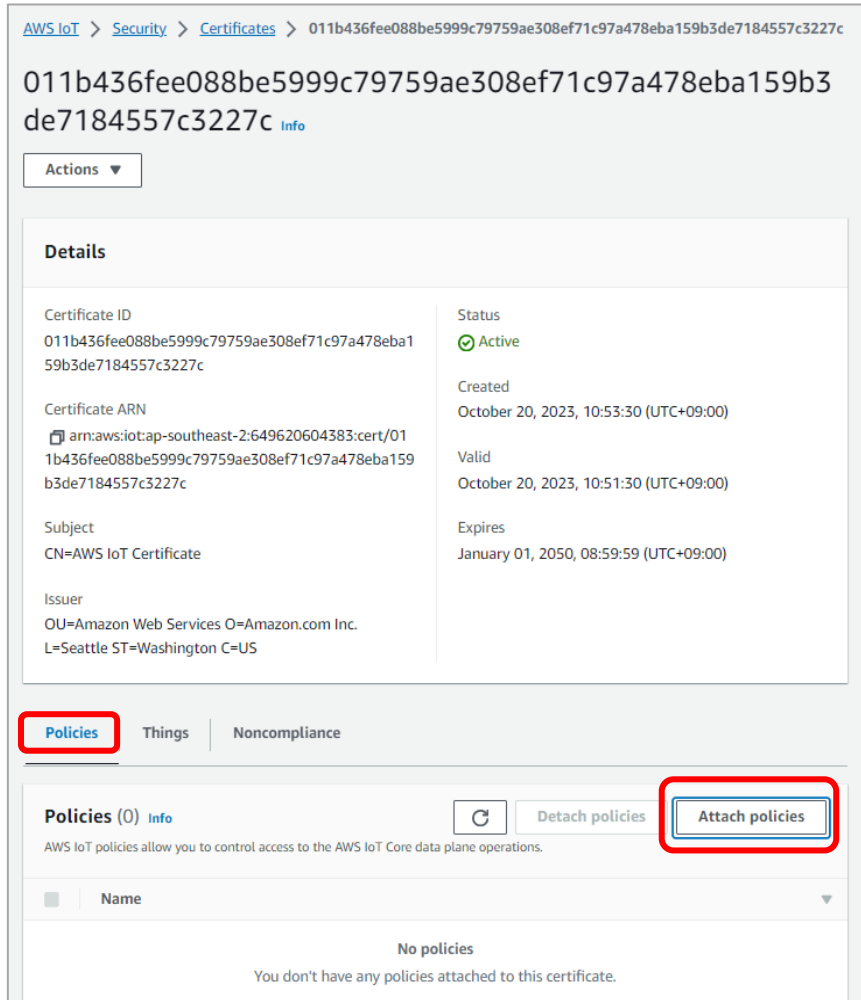 AWS IoT > Security > Certificates > 011b436fee088be5999c79759ae308ef71c97a478eba159b3de7184557c3227c
011b436fee088be5999c79759ae308ef71c97a478eba159b3
de7184557c3227c Info
Actions
Details
Certificate ID
011b436fee088be5999c79759ae308ef71c97a478eba1
59b3de7184557c3227c
Certificate ARN
arn:aws:iot:ap-southeast-2:649620604383:cert/01
1b436fee088be5999c79759ae308ef71c97a478eba159
b3de7184557c3227c
Subject
CN=AWS IoT Certificate
Issuer
OU=Amazon Web Services O=Amazon.com Inc.
L=Seattle ST=Washington C=US
Status
Active
Created
October 20, 2023, 10:53:30 (UTC+09:00)
Valid
October 20, 2023, 10:51:30 (UTC+09:00)
Expires
January 01, 2050, 08:59:59 (UTC+09:00)
Policies Things Noncompliance
Policies (0) Info Detach policies Attach policies
AWS IoT policies allow you to control access to the AWS IoT Core data plane operations.
Name
No policies
You don't have any policies attached to this certificate.